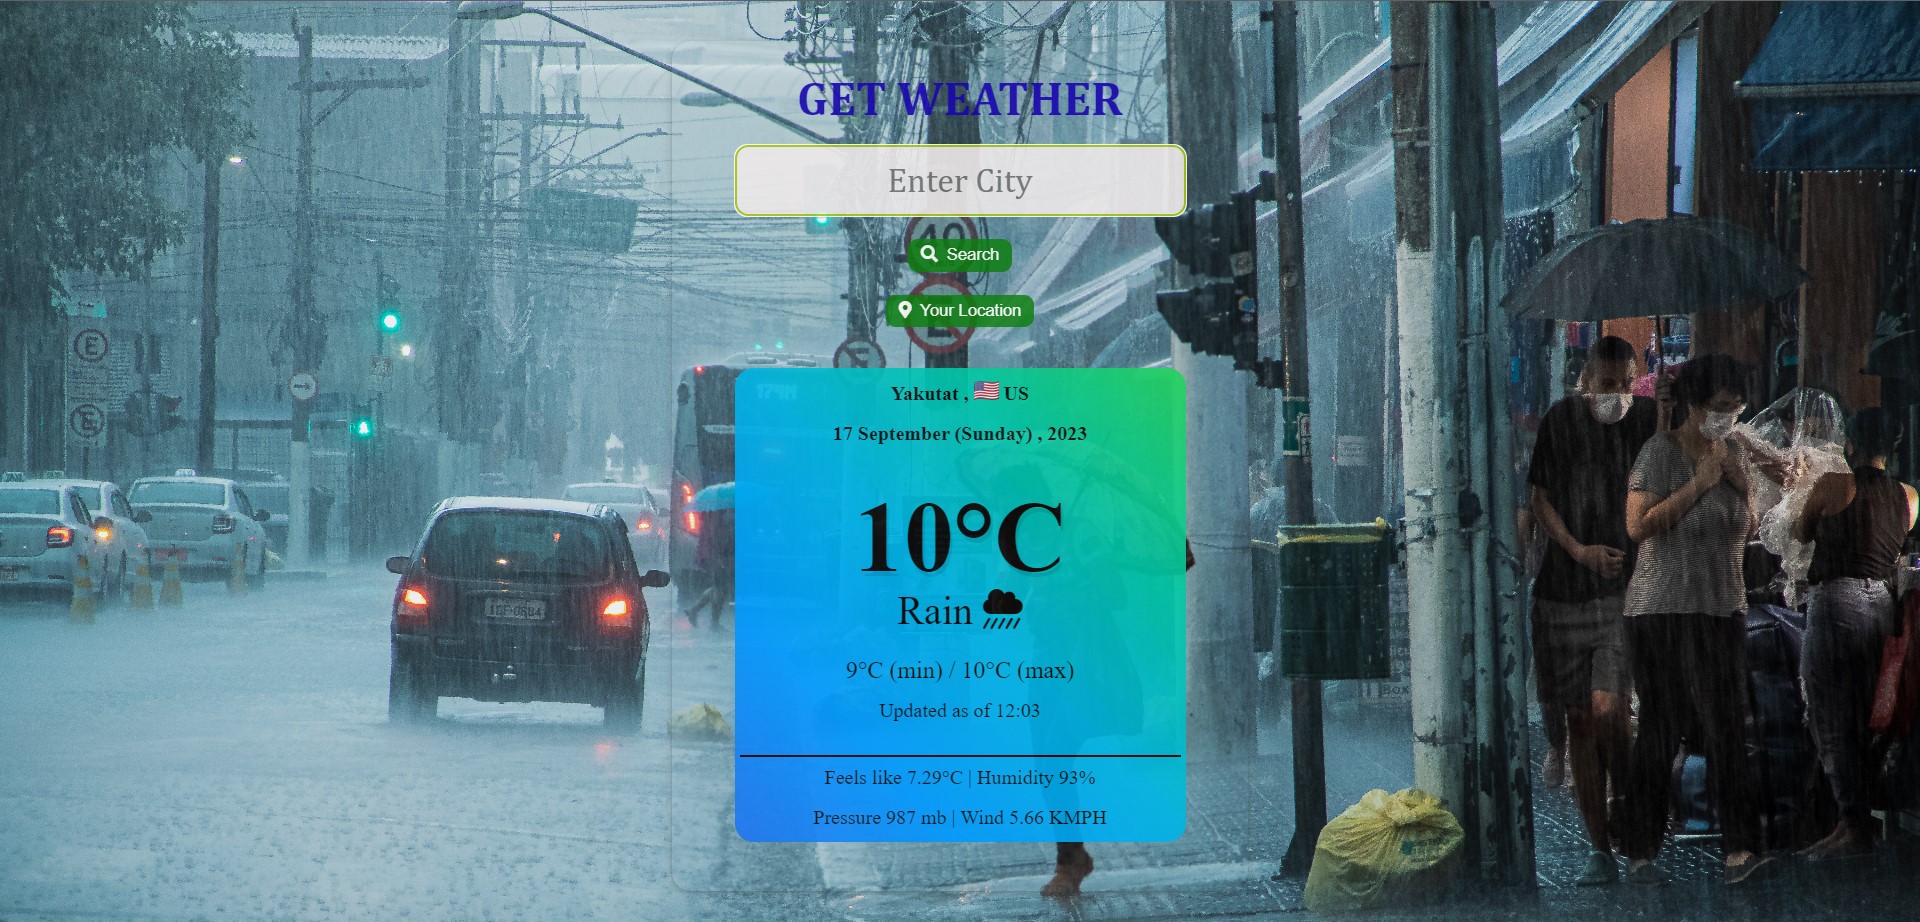 GET WEATHER
Enter City
40
Search
Your Location
E
E
Yakutat , 🇺🇸 US
17 September (Sunday) , 2023
10°C
Rain
9°C (min) / 10°C (max)
Updated as of 12:03
Feels like 7.29°C | Humidity 93%
Pressure 987 mb | Wind 5.66 KMPH